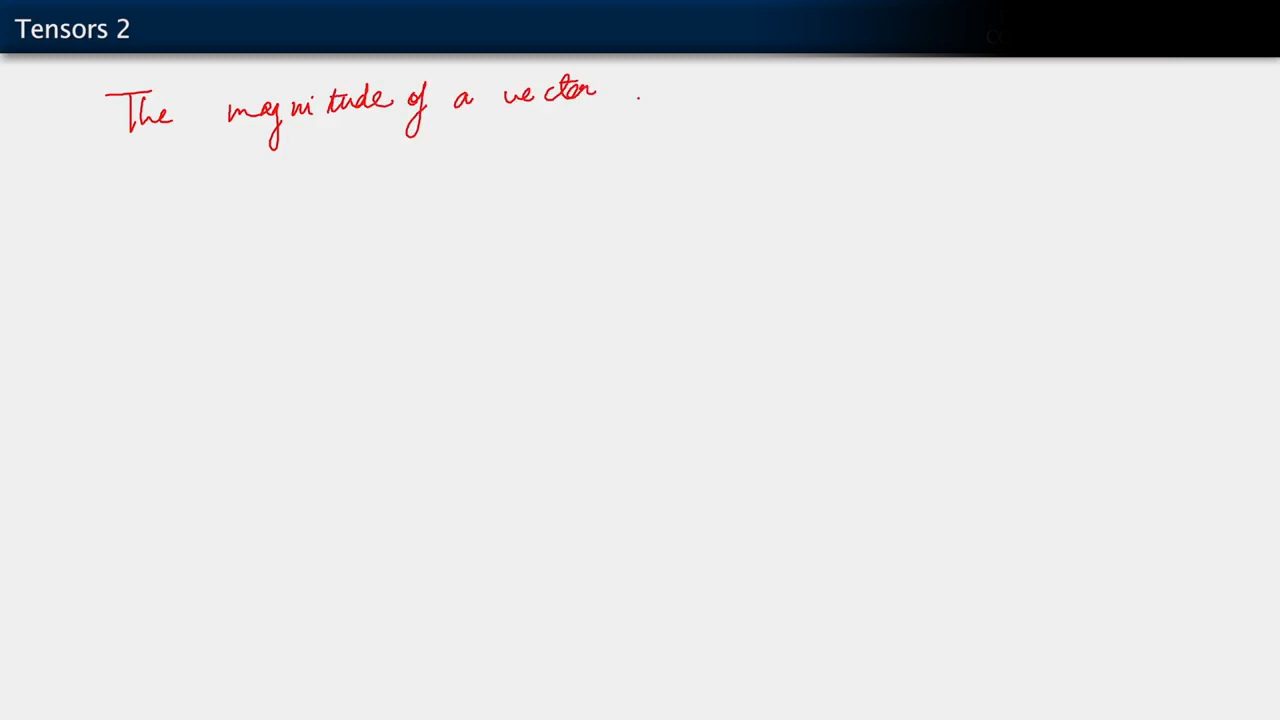 Tensors 2
The magnitude of a vector .